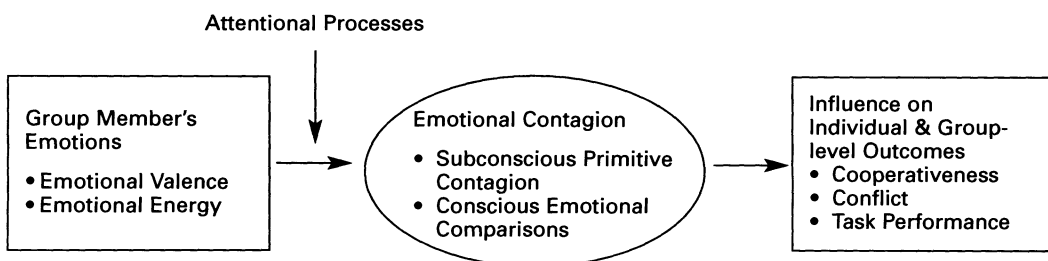 Attentional Processes
Group Member's
Emotions
• Emotional Valence
• Emotional Energy
Emotional Contagion
• Subconscious Primitive
Contagion
• Conscious Emotional
Comparisons
Influence on
Individual & Group-
level Outcomes
• Cooperativeness
• Conflict
• Task Performance